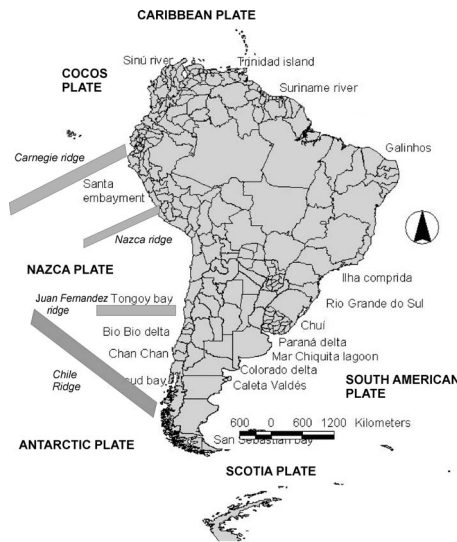 CARIBBEAN PLATE
Sinú river
Trinidad island
COCOS
PLATE
Suriname river
Carnegie ridge
Galinhos
Santa
embayment
Nazca ridge
NAZCA PLATE
Ilha comprida
Juan Fernandez
ridge
Tongoy bay
Rio Grande do Sul
Chuí
Bio Bio delta
Paraná delta
Chan Chan
Mar Chiquita lagoon
Colorado delta
Chile
Ridge
ud bay
Caleta Valdés
SOUTH AMERICAN
PLATE
600 0 600 1200 Kilometers
ANTARCTIC PLATE
San Sebastian bay
SCOTIA PLATE